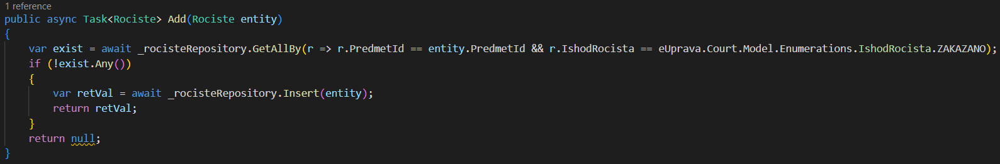 1 reference
public async Task<Rociste> Add(Rociste entity)
{
    var exist = await _rocisteRepository.GetAllBy(r => r.PredmetId == entity.PredmetId && r.IshodRocista == eUprava.Court.Model.Enumerations.IshodRocista.ZAKAZANO);
    if (!exist.Any())
    {
        var retVal = await _rocisteRepository.Insert(entity);
        return retVal;
    }
    return null;
}